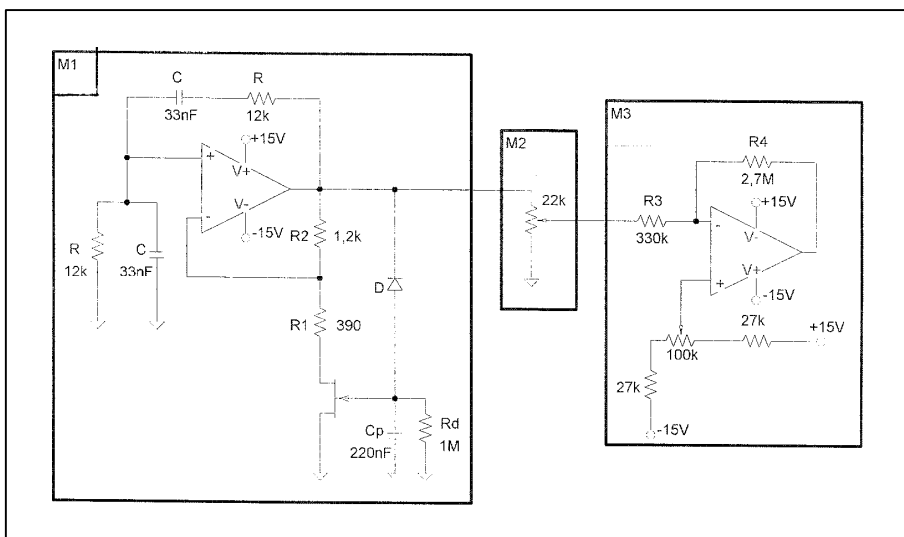 M1
C
R
33nF
12k
+15V
+
V+
-
V-
-15V
R
12k
C
33nF
R2
1,2k
D
R1
390
Cp
220nF
Rd
1M
M2
22k
M3
R4
2,7M
R3
330k
+15V
-
V-
+
V+
-15V
27k
+15V
100k
27k
-15V